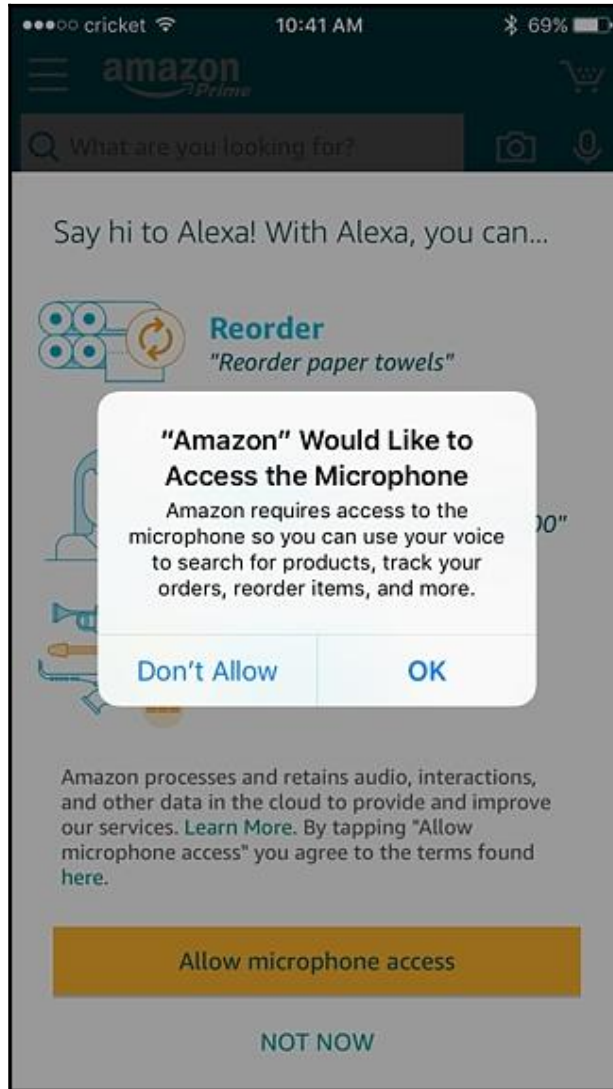 cricket 10:41 AM 69%
amazon
Prime
What are you looking for?
Say hi to Alexa! With Alexa, you can...
Reorder
"Reorder paper towels"
"Amazon" Would Like to
Access the Microphone
Amazon requires access to the
microphone so you can use your voice
to search for products, track your
orders, reorder items, and more.
00"
Don't Allow OK
Amazon processes and retains audio, interactions,
and other data in the cloud to provide and improve
our services. Learn More. By tapping "Allow
microphone access" you agree to the terms found
here.
Allow microphone access
NOT NOW